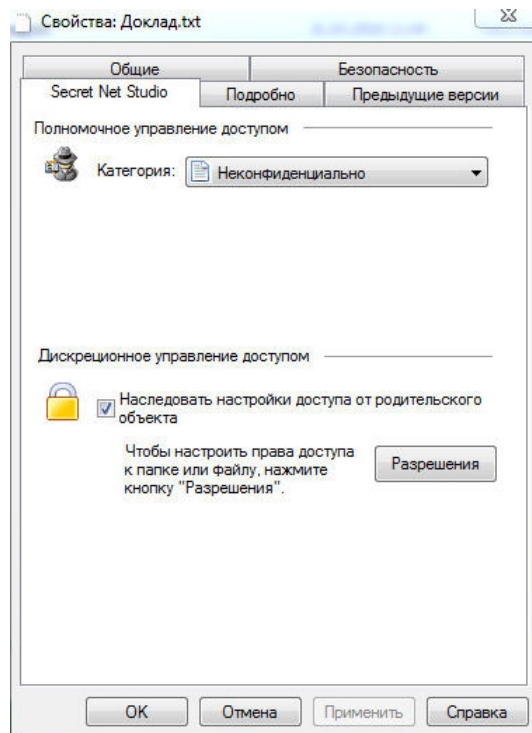 Свойства: Доклад.txt
Общие
Безопасность
Secret Net Studio
Подробно
Предыдущие версии
Полномочное управление доступом
Категория:
Неконфиденциально
Дискреционное управление доступом
Наследовать настройки доступа от родительского
объекта
Чтобы настроить права доступа
к папке или файлу, нажмите
кнопку "Разрешения".
Разрешения
OK
Отмена
Применить
Справка